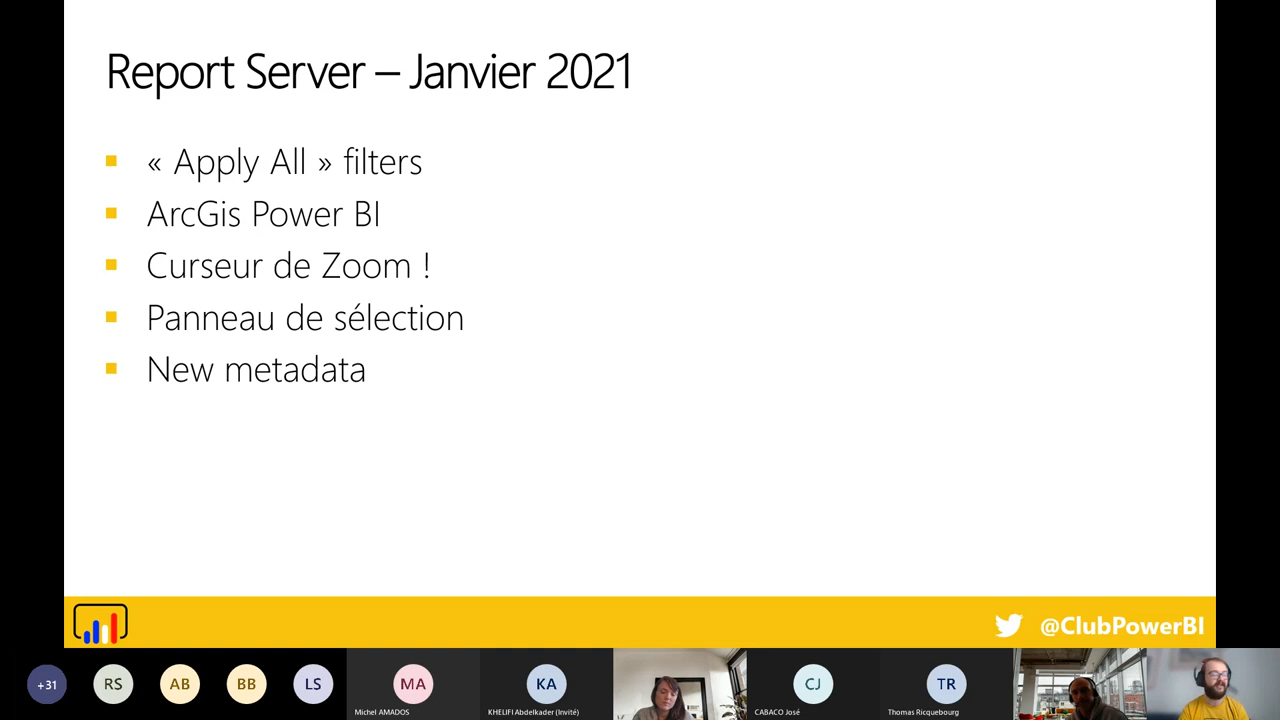 Report Server – Janvier 2021
« Apply All » filters
ArcGis Power BI
Curseur de Zoom !
Panneau de sélection
New metadata
@ClubPowerBI
+31
RS
AB
BB
LS
MA
KA
CJ
TR
Michel AMADOS
KHELIFI Abdelkader (Invité)
CABACO José
Thomas Ricquebourg